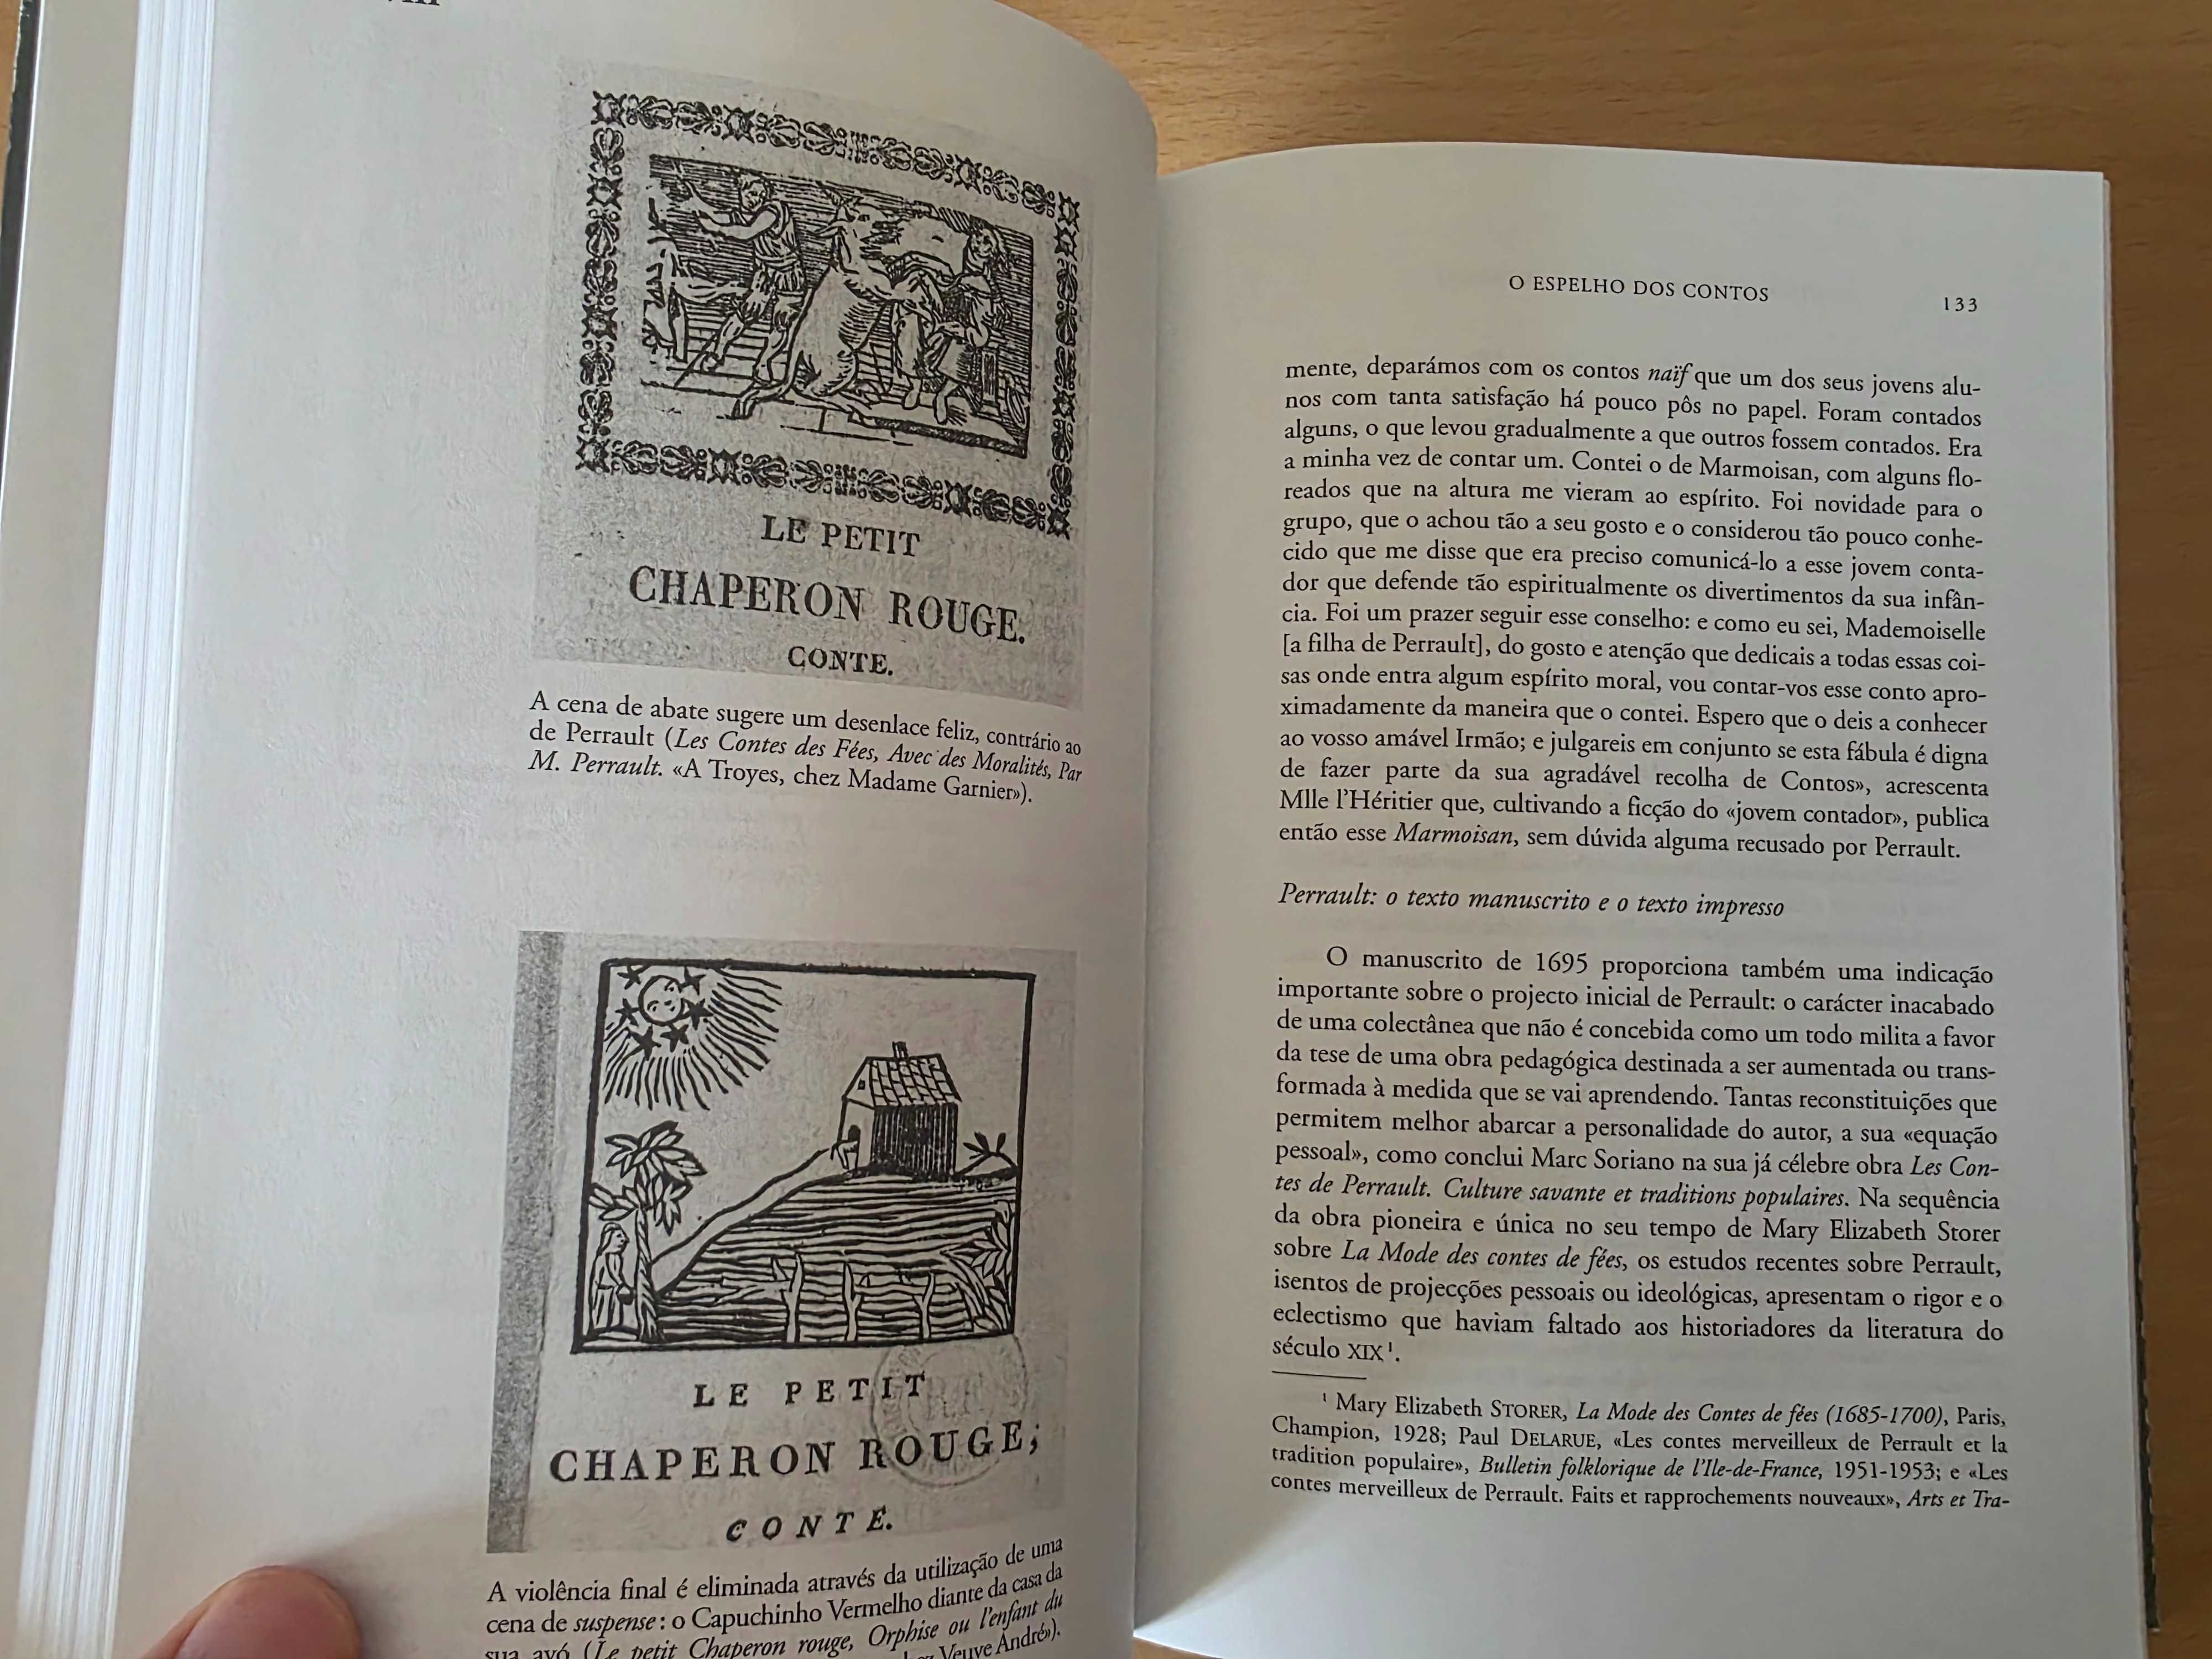 LE PETIT
CHAPERON ROUGE.
CONTE.
A cena de abate sugere um desenlace feliz, contrário ao
de Perrault (Les Contes des Fées, Avec des Moralités, Par
M. Perrault. «A Troyes, chez Madame Garnier»).
LE PETIT
CHAPERON ROUGE;
CONTE.
A violência final é eliminada através da utilização de uma
cena de suspense: o Capuchinho Vermelho diante da casa da
sua avó (Le petit Chaperon rouge, Orphise ou l'enfant du
Veuve André»).
O ESPELHO DOS CONTOS
133
mente, deparámos com os contos naïf que um dos seus jovens alu-
nos com tanta satisfação há pouco pôs no papel. Foram contados
alguns, o que levou gradualmente a que outros fossem contados. Era
a minha vez de contar um. Contei o de Marmoisan, com alguns flo-
reados que na altura me vieram ao espírito. Foi novidade para o
grupo, que o achou tão a seu gosto e o considerou tão pouco conhe-
cido que me disse que era preciso comunicá-lo a esse jovem conta-
dor que defende tão espiritualmente os divertimentos da sua infân-
cia. Foi um prazer seguir esse conselho: e como eu sei, Mademoiselle
[a filha de Perrault], do gosto e atenção que dedicais a todas essas coi-
sas onde entra algum espírito moral, vou contar-vos esse conto apro-
ximadamente da maneira que o contei. Espero que o deis a conhecer
ao vosso amável Irmão; e julgareis em conjunto se esta fábula é digna
de fazer parte da sua agradável recolha de Contos», acrescenta
Mlle l'Héritier que, cultivando a ficção do «jovem contador», publica
então esse Marmoisan, sem dúvida alguma recusado por Perrault.
Perrault: o texto manuscrito e o texto impresso
O manuscrito de 1695 proporciona também uma indicação
importante sobre o projecto inicial de Perrault: o carácter inacabado
de uma colectânea que não é concebida como um todo milita a favor
da tese de uma obra pedagógica destinada a ser aumentada ou trans-
formada à medida que se vai aprendendo. Tantas reconstituições que
permitem melhor abarcar a personalidade do autor, a sua «equação
pessoal», como conclui Marc Soriano na sua já célebre obra Les Con-
tes de Perrault. Culture savante et traditions populaires. Na sequência
da obra pioneira e única no seu tempo de Mary Elizabeth Storer
sobre La Mode des contes de fées, os estudos recentes sobre Perrault,
isentos de projecções pessoais ou ideológicas, apresentam o rigor e o
eclectismo que haviam faltado aos historiadores da literatura do
século XIX¹.
¹ Mary Elizabeth STORER, La Mode des Contes de fées (1685-1700), Paris,
Champion, 1928; Paul DELARUE, «Les contes merveilleux de Perrault et la
tradition populaire», Bulletin folklorique de l'Ile-de-France, 1951-1953; e «Les
contes merveilleux de Perrault. Faits et rapprochements nouveaux», Arts et Tra-